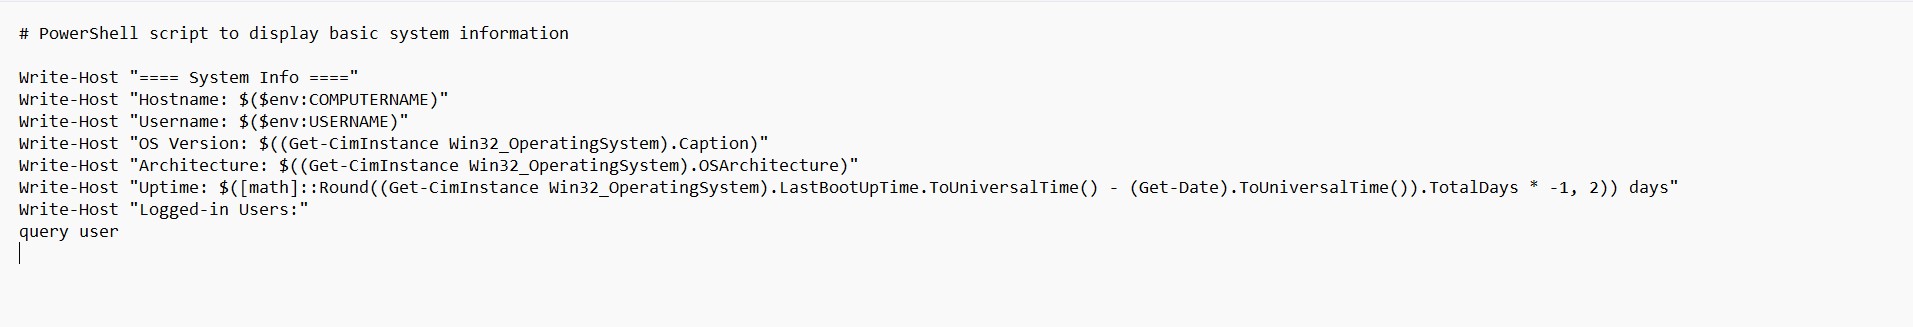 # PowerShell script to display basic system information
Write-Host "==== System Info ===="
Write-Host "Hostname: $($env:COMPUTERNAME)"
Write-Host "Username: $($env:USERNAME)"
Write-Host "OS Version: $((Get-CimInstance Win32_OperatingSystem).Caption)"
Write-Host "Architecture: $((Get-CimInstance Win32_OperatingSystem).OSArchitecture)"
Write-Host "Uptime: $([math]::Round((Get-CimInstance Win32_OperatingSystem).LastBootUpTime.ToUniversalTime() - (Get-Date).ToUniversalTime()).TotalDays * -1, 2)) days"
Write-Host "Logged-in Users:"
query user